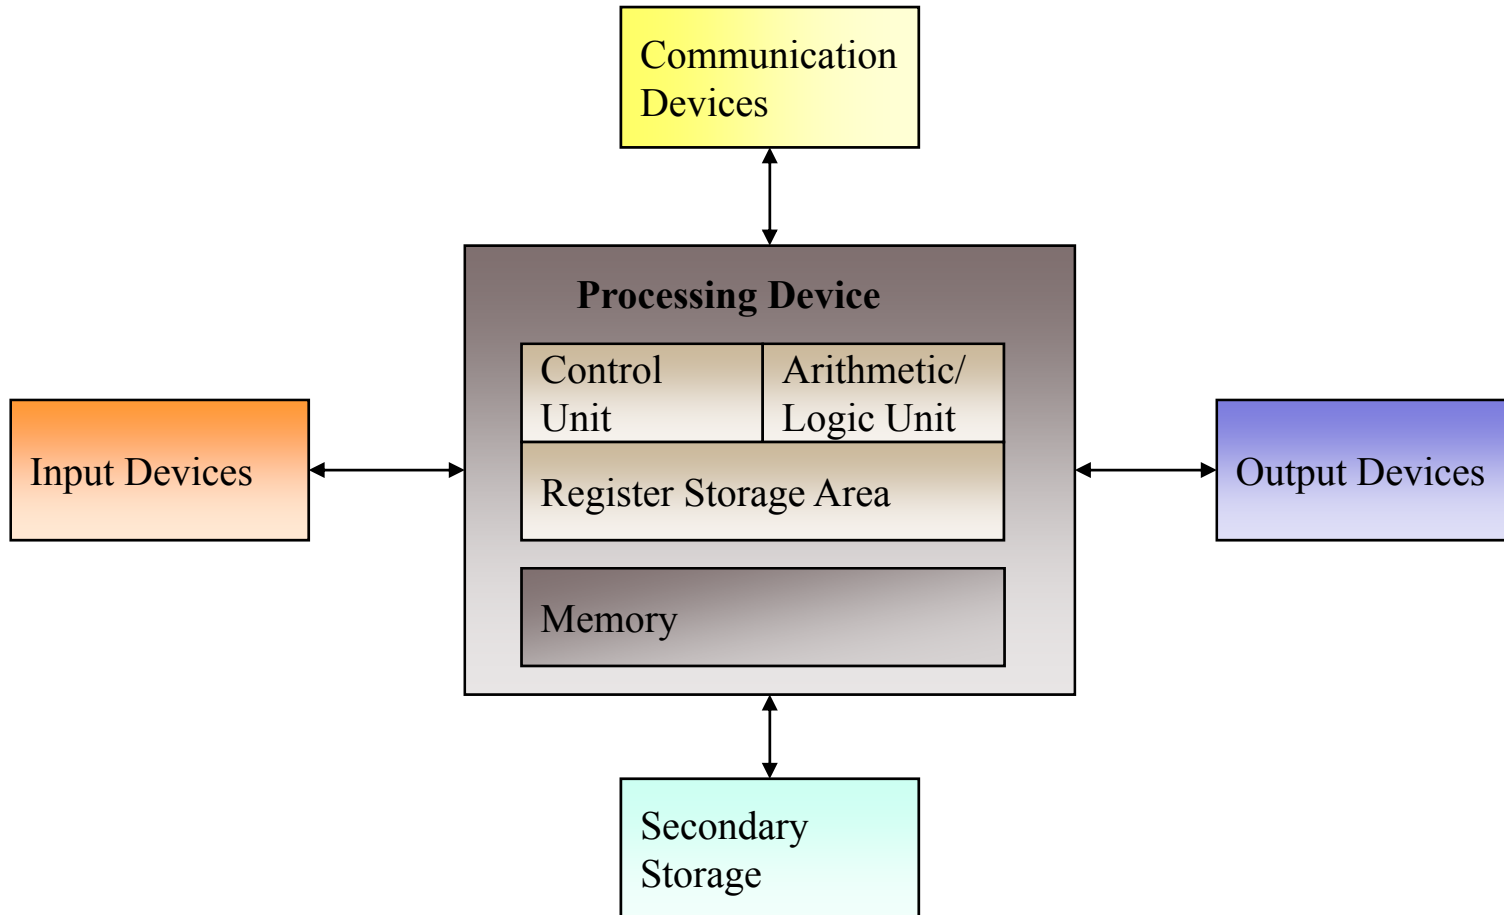 Communication
Devices
Processing Device
Control
Unit
Arithmetic/
Logic Unit
Input Devices
Register Storage Area
Output Devices
Memory
Secondary
Storage